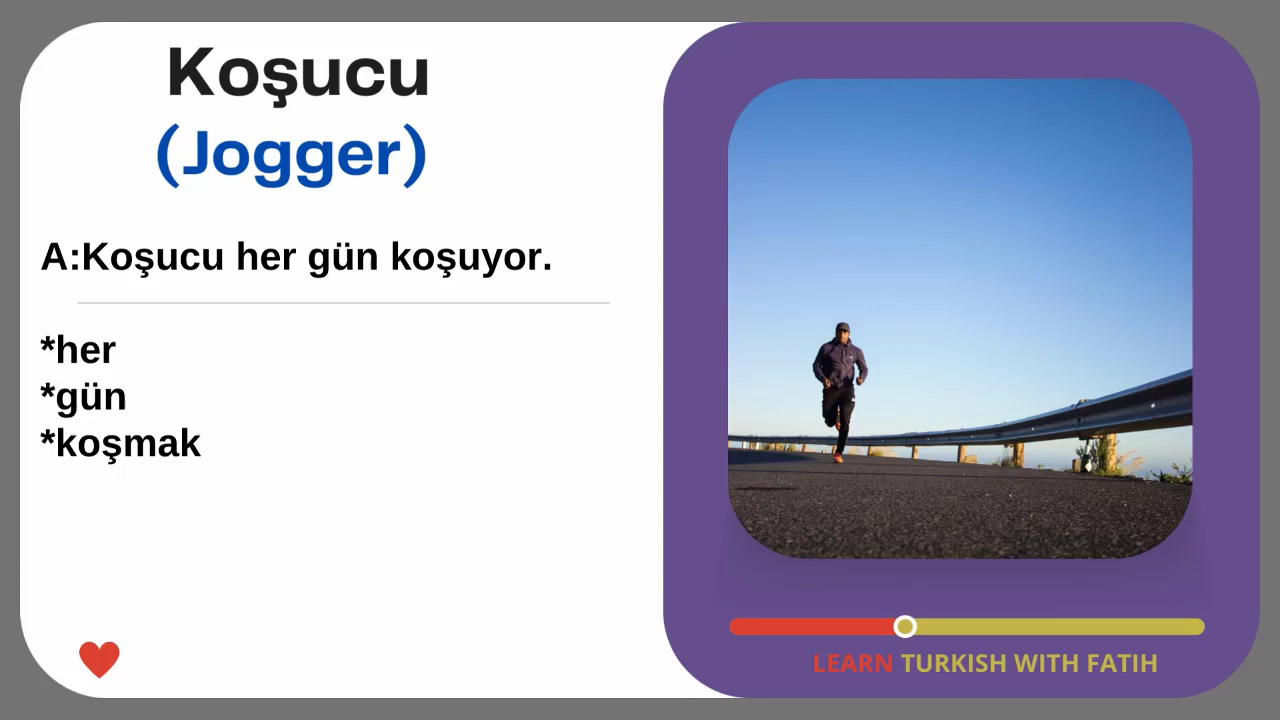 Koşucu
(Jogger)
A:Koşucu her gün koşuyor.
*her
*gün
*koşmak
LEARN TURKISH WITH FATIH